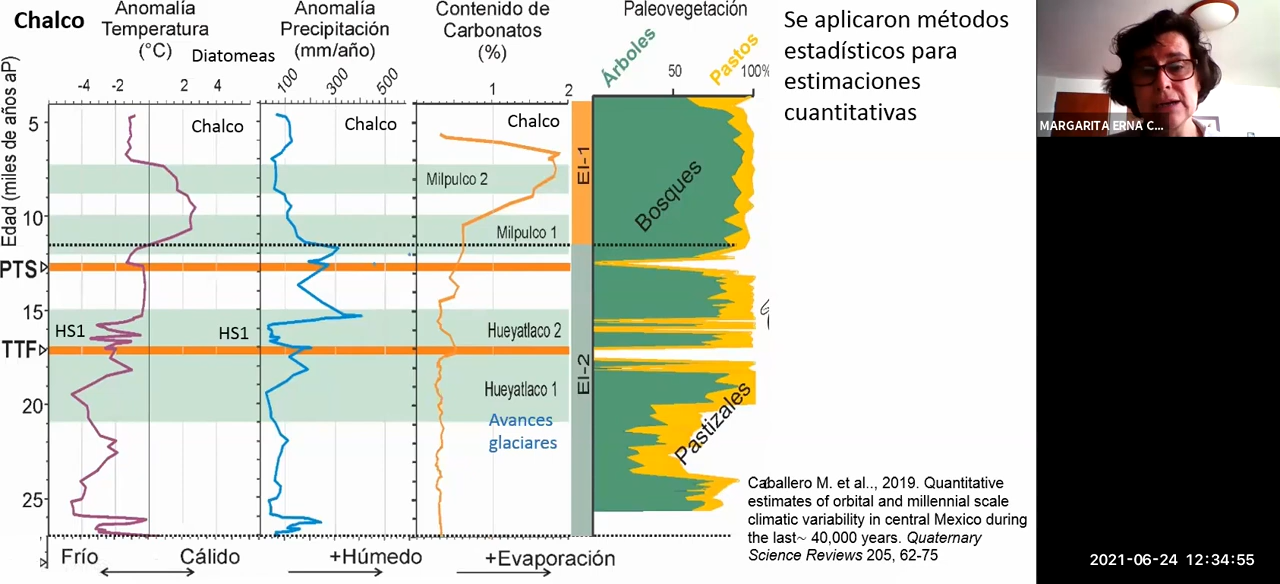 Chalco
Anomalía
Temperatura
(°C)
Diatomeas
Anomalía
Precipitación
(mm/año)
Contenido de
Carbonatos
(%)
Paleovegetación
Árboles
Pastos
-4 -2 2 4
100 300 500
1 2
50 100%
Edad (miles de años aP)
5
10
15
20
25
PTS
TTF
Chalco
Chalco
Chalco
Milpulco 2
Milpulco 1
HS1
HS1
Hueyatlaco 2
Hueyatlaco 1
Avances
glaciares
EI-1
EI-2
Bosques
Pastizales
Frío Cálido
+Húmedo
+Evaporación
Se aplicaron métodos
estadísticos para
estimaciones
cuantitativas
Caballero M. et al.., 2019. Quantitative
estimates of orbital and millennial scale
climatic variability in central Mexico during
the last~ 40,000 years. Quaternary
Science Reviews 205, 62-75
MARGARITA ERNA C...
2021-06-24 12:34:55